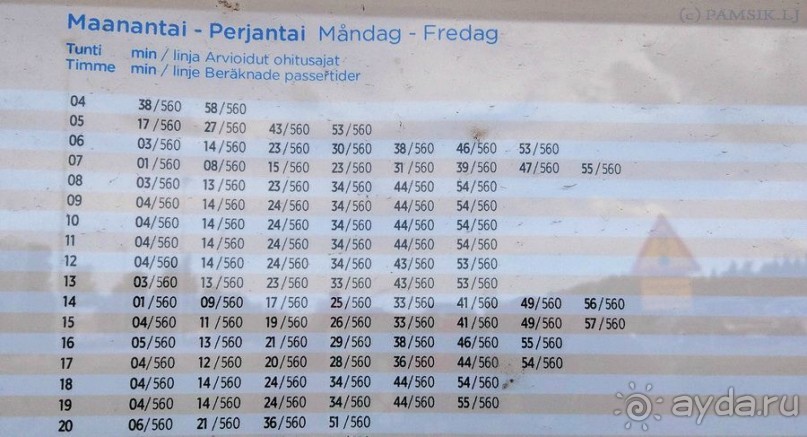 (c) PAMSIK.LJ
Maanantai - Perjantai Måndag - Fredag
Tunti min / linja Arvioidut ohitusajat
Timme min / linje Beräknade passertider
04 38/560 58/560
05 17/560 27/560 43/560 53/560
06 03/560 14/560 23/560 30/560 38/560 46/560 53/560
07 01/560 08/560 15/560 23/560 31/560 39/560 47/560 55/560
08 03/560 13/560 23/560 34/560 44/560 54/560
09 04/560 14/560 24/560 34/560 44/560 54/560
10 04/560 14/560 24/560 34/560 44/560 54/560
11 04/560 14/560 24/560 34/560 44/560 54/560
12 04/560 14/560 24/560 34/560 43/560 53/560
13 03/560 13/560 23/560 33/560 43/560 53/560
14 01/560 09/560 17/560 25/560 33/560 41/560 49/560 56/560
15 04/560 11/560 19/560 26/560 33/560 41/560 49/560 57/560
16 05/560 13/560 21/560 29/560 38/560 46/560 55/560
17 04/560 12/560 20/560 28/560 36/560 44/560 54/560
18 04/560 14/560 24/560 34/560 44/560 54/560
19 04/560 14/560 24/560 34/560 44/560 55/560
20 06/560 21/560 36/560 51/560
ayda.ru